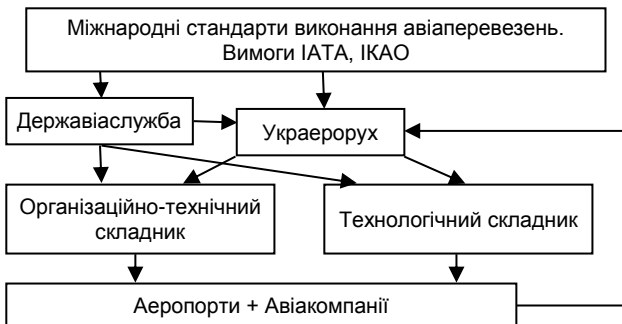 Міжнародні стандарти виконання авіаперевезень.
Вимоги ІАТА, ІКАО
Державіаслужба
Украерорух
Організаційно-технічний
складник
Технологічний складник
Аеропорти + Авіакомпанії